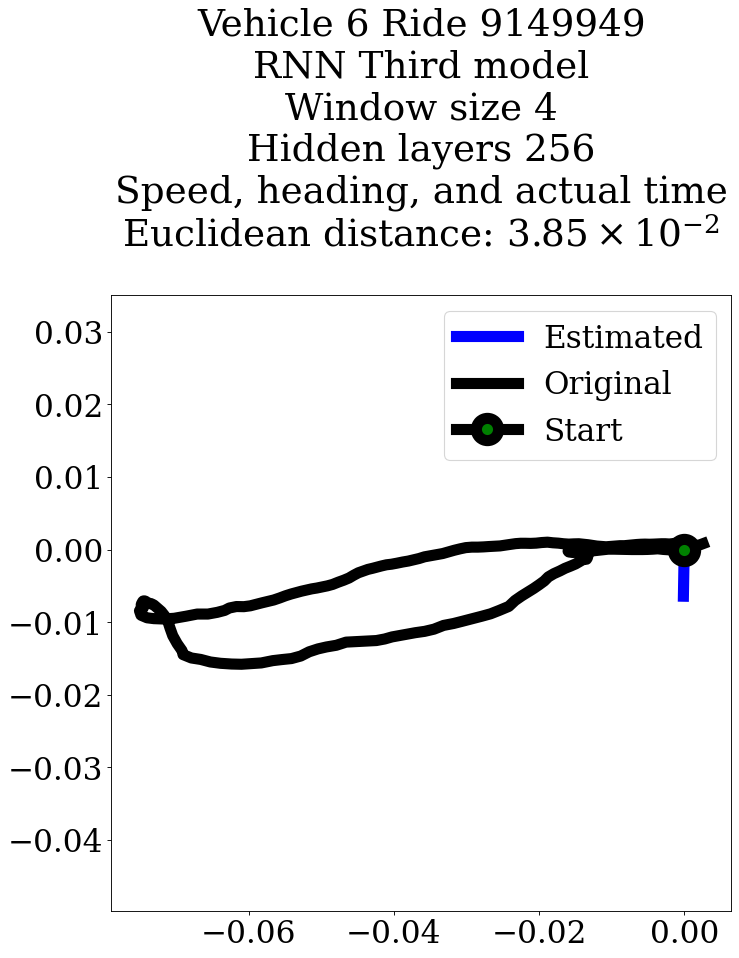 Vehicle 6 Ride 9149949
RNN Third model
Window size 4
Hidden layers 256
Speed, heading, and actual time
Euclidean distance: 3.85 × 10⁻²
Estimated
Original
Start
0.03
0.02
0.01
0.00
−0.01
−0.02
−0.03
−0.04
−0.06 −0.04 −0.02 0.00